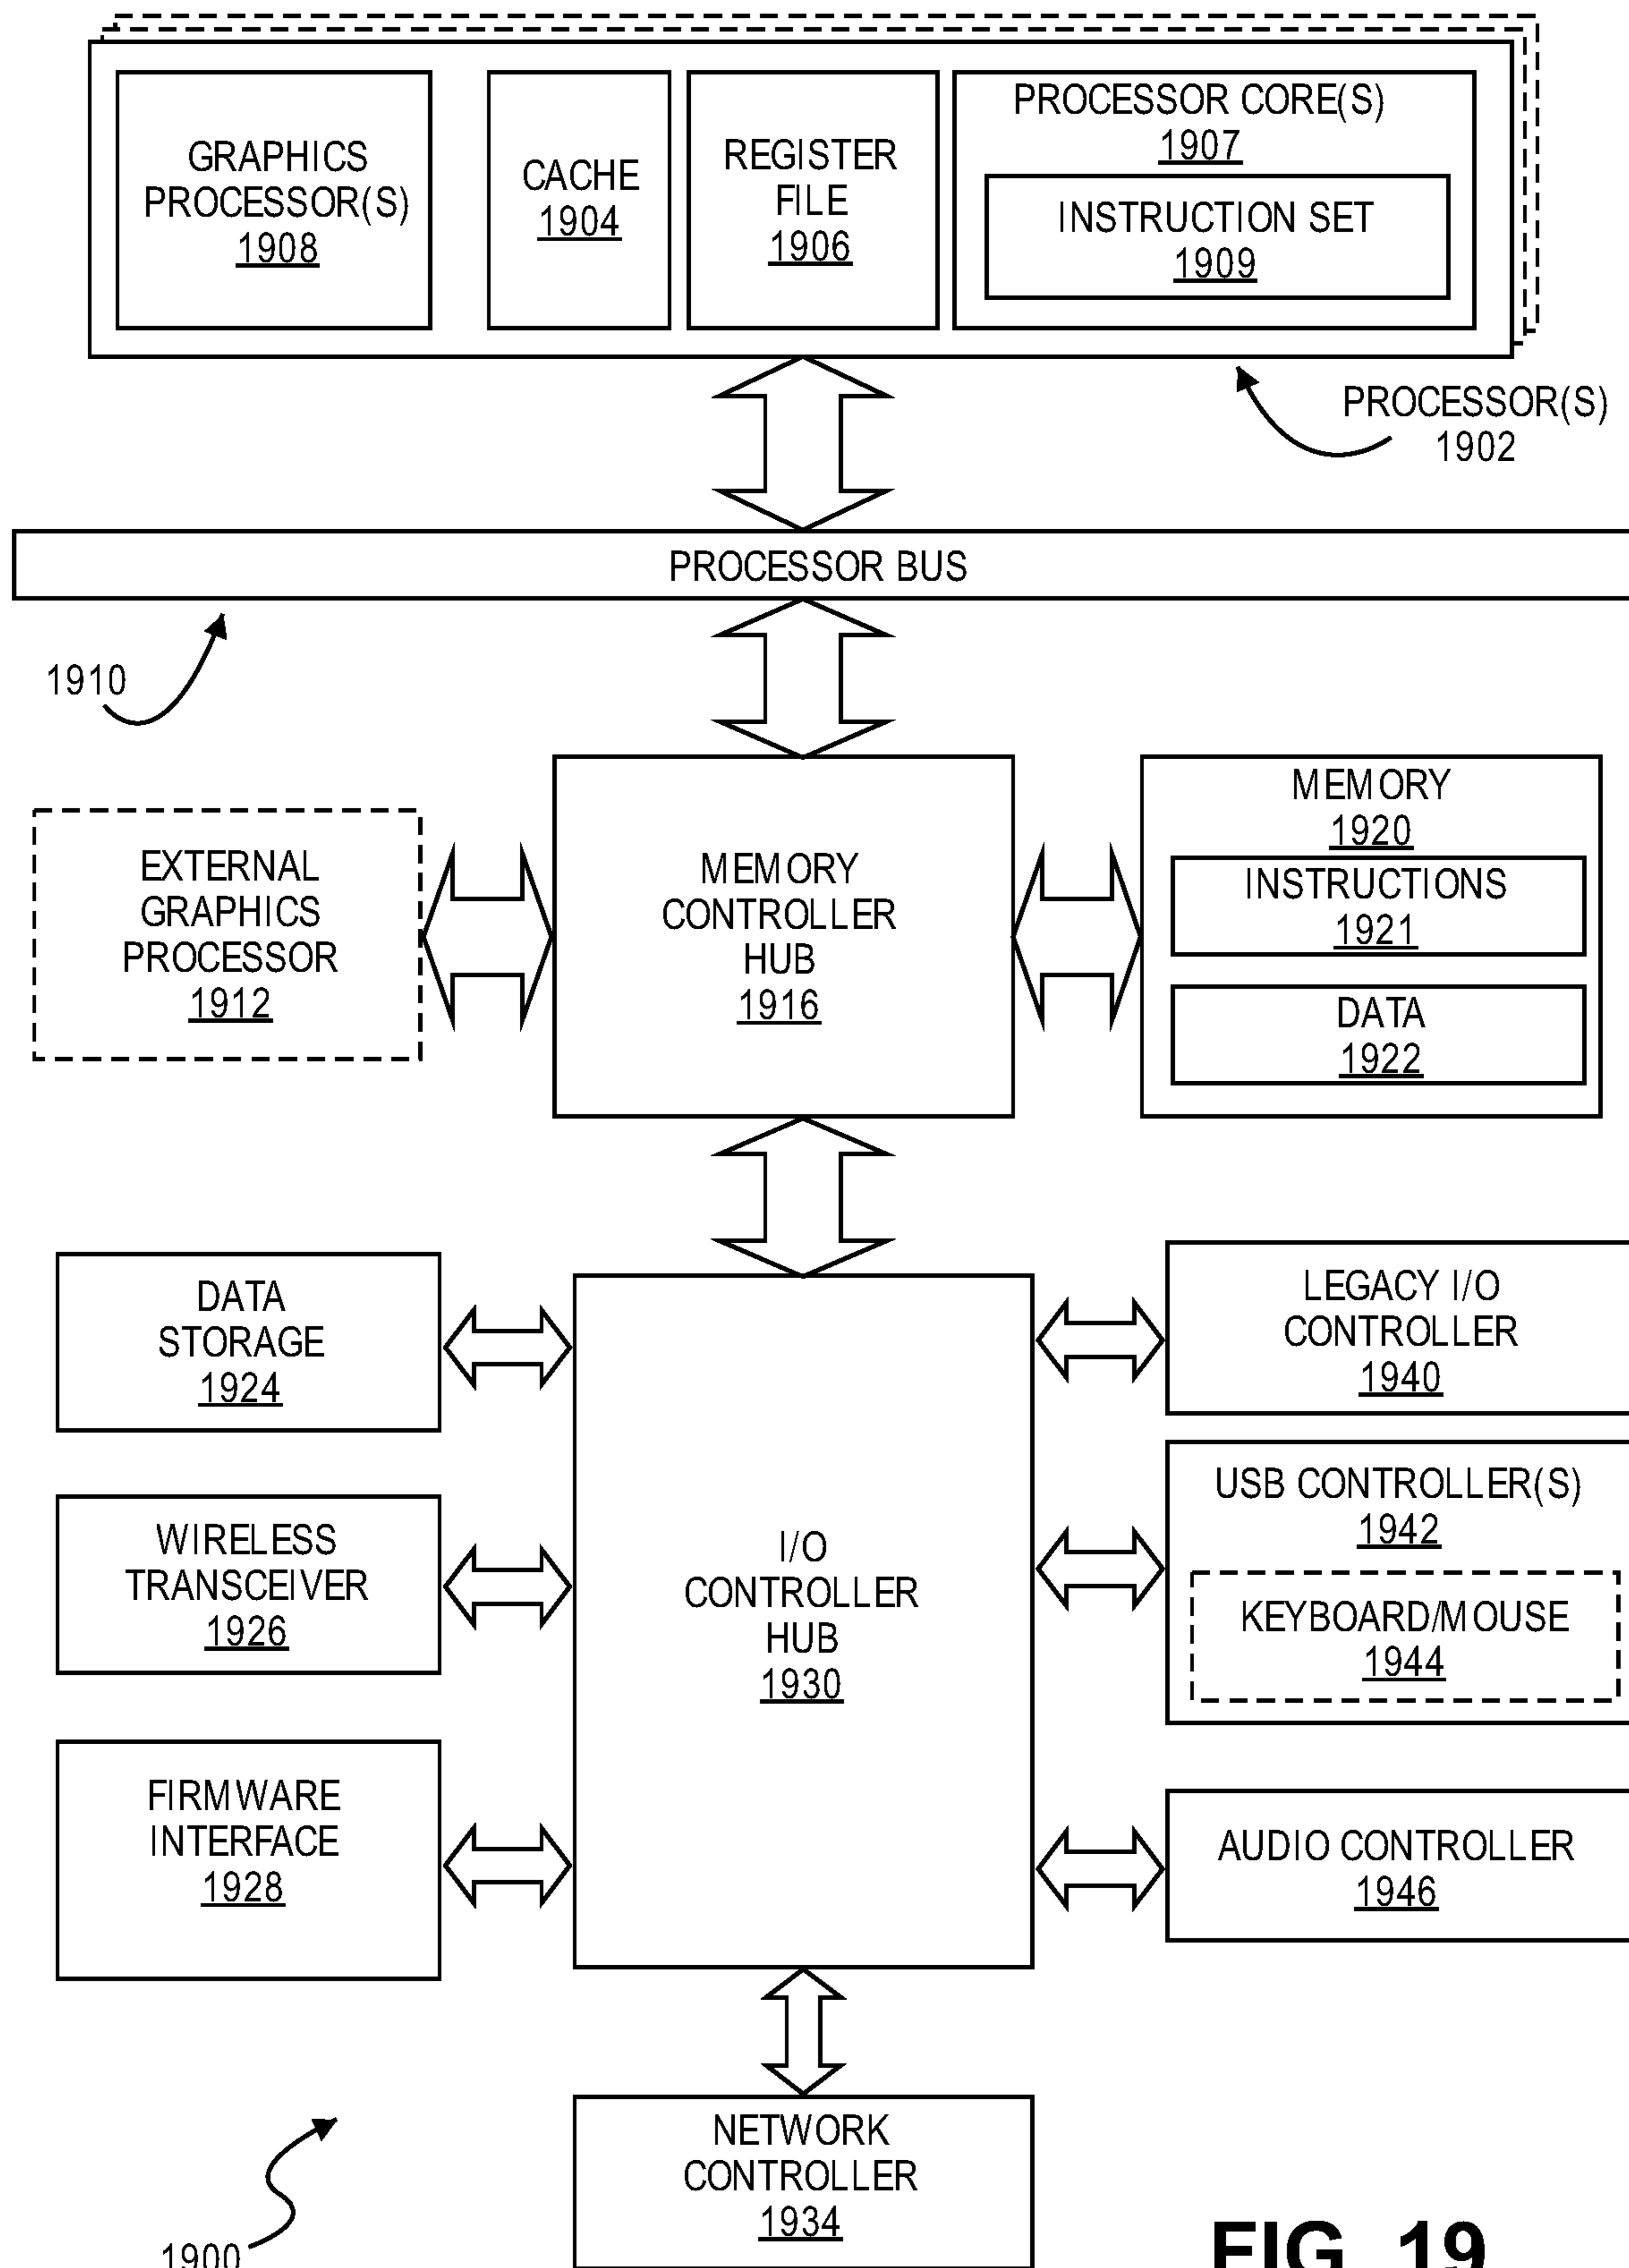 GRAPHICS
PROCESSOR(S)
1908
CACHE
1904
REGISTER
FILE
1906
PROCESSOR CORE(S)
1907
INSTRUCTION SET
1909
PROCESSOR(S)
1902
PROCESSOR BUS
1910
EXTERNAL
GRAPHICS
PROCESSOR
1912
MEMORY
CONTROLLER
HUB
1916
MEMORY
1920
INSTRUCTIONS
1921
DATA
1922
DATA
STORAGE
1924
WIRELESS
TRANSCEIVER
1926
FIRMWARE
INTERFACE
1928
I/O
CONTROLLER
HUB
1930
LEGACY I/O
CONTROLLER
1940
USB CONTROLLER(S)
1942
KEYBOARD/MOUSE
1944
AUDIO CONTROLLER
1946
NETWORK
CONTROLLER
1934
1900
FIG. 19